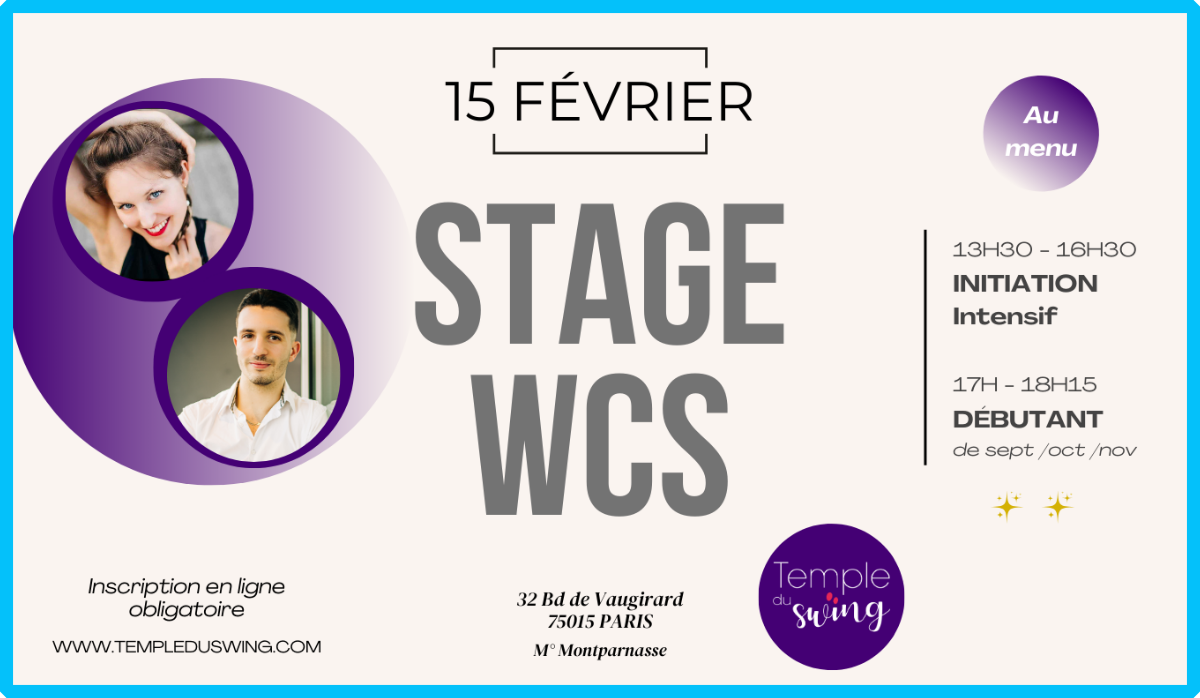 15 FÉVRIER
STAGE
WCS
Au
menu
13H30 - 16H30
INITIATION
Intensif
17H - 18H15
DÉBUTANT
de sept /oct /nov
Inscription en ligne
obligatoire
WWW.TEMPLEDUSWING.COM
32 Bd de Vaugirard
75015 PARIS
M° Montparnasse
Temple
du swing